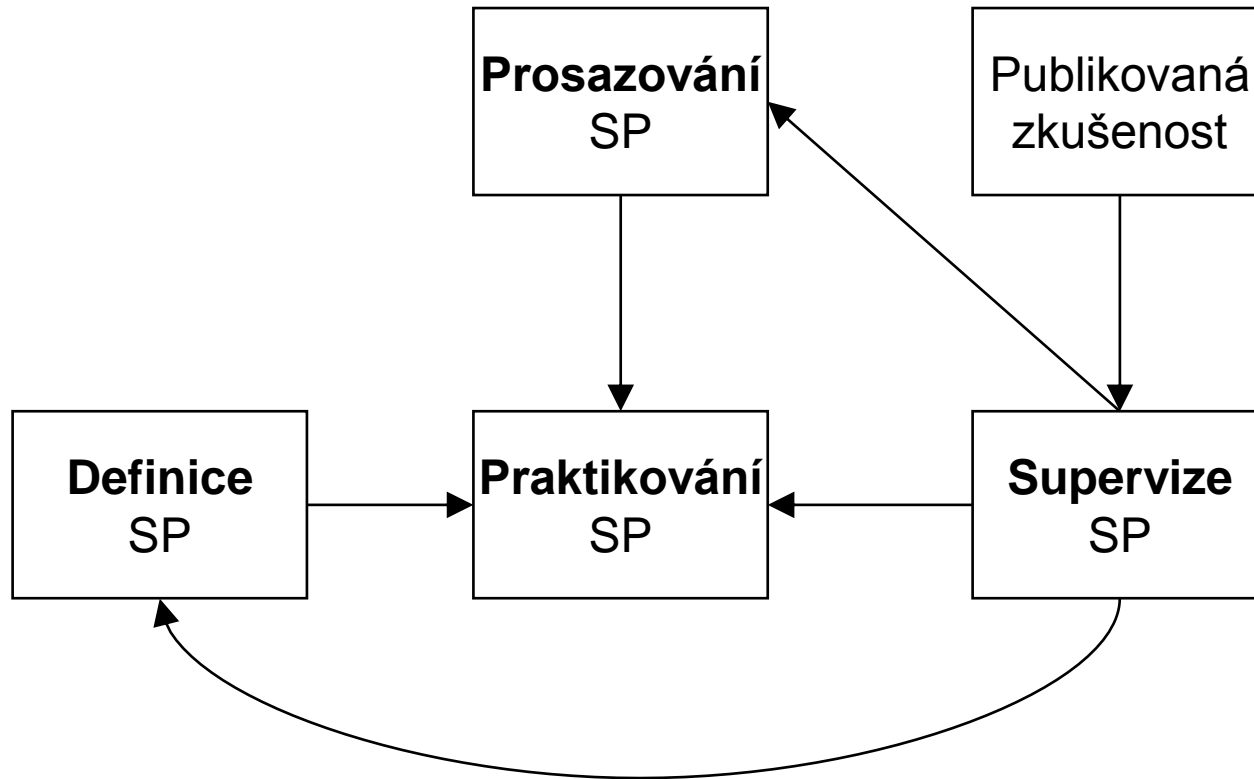 Prosazování
SP
Publikovaná
zkušenost
Definice
SP
Praktikování
SP
Supervize
SP